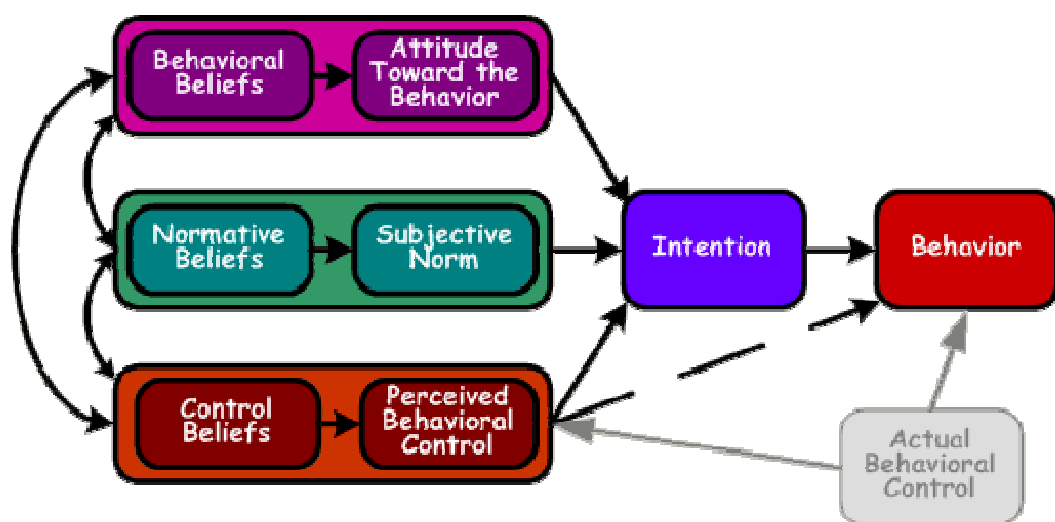 Behavioral
Beliefs
Attitude
Toward the
Behavior
Normative
Beliefs
Subjective
Norm
Intention
Behavior
Control
Beliefs
Perceived
Behavioral
Control
Actual
Behavioral
Control